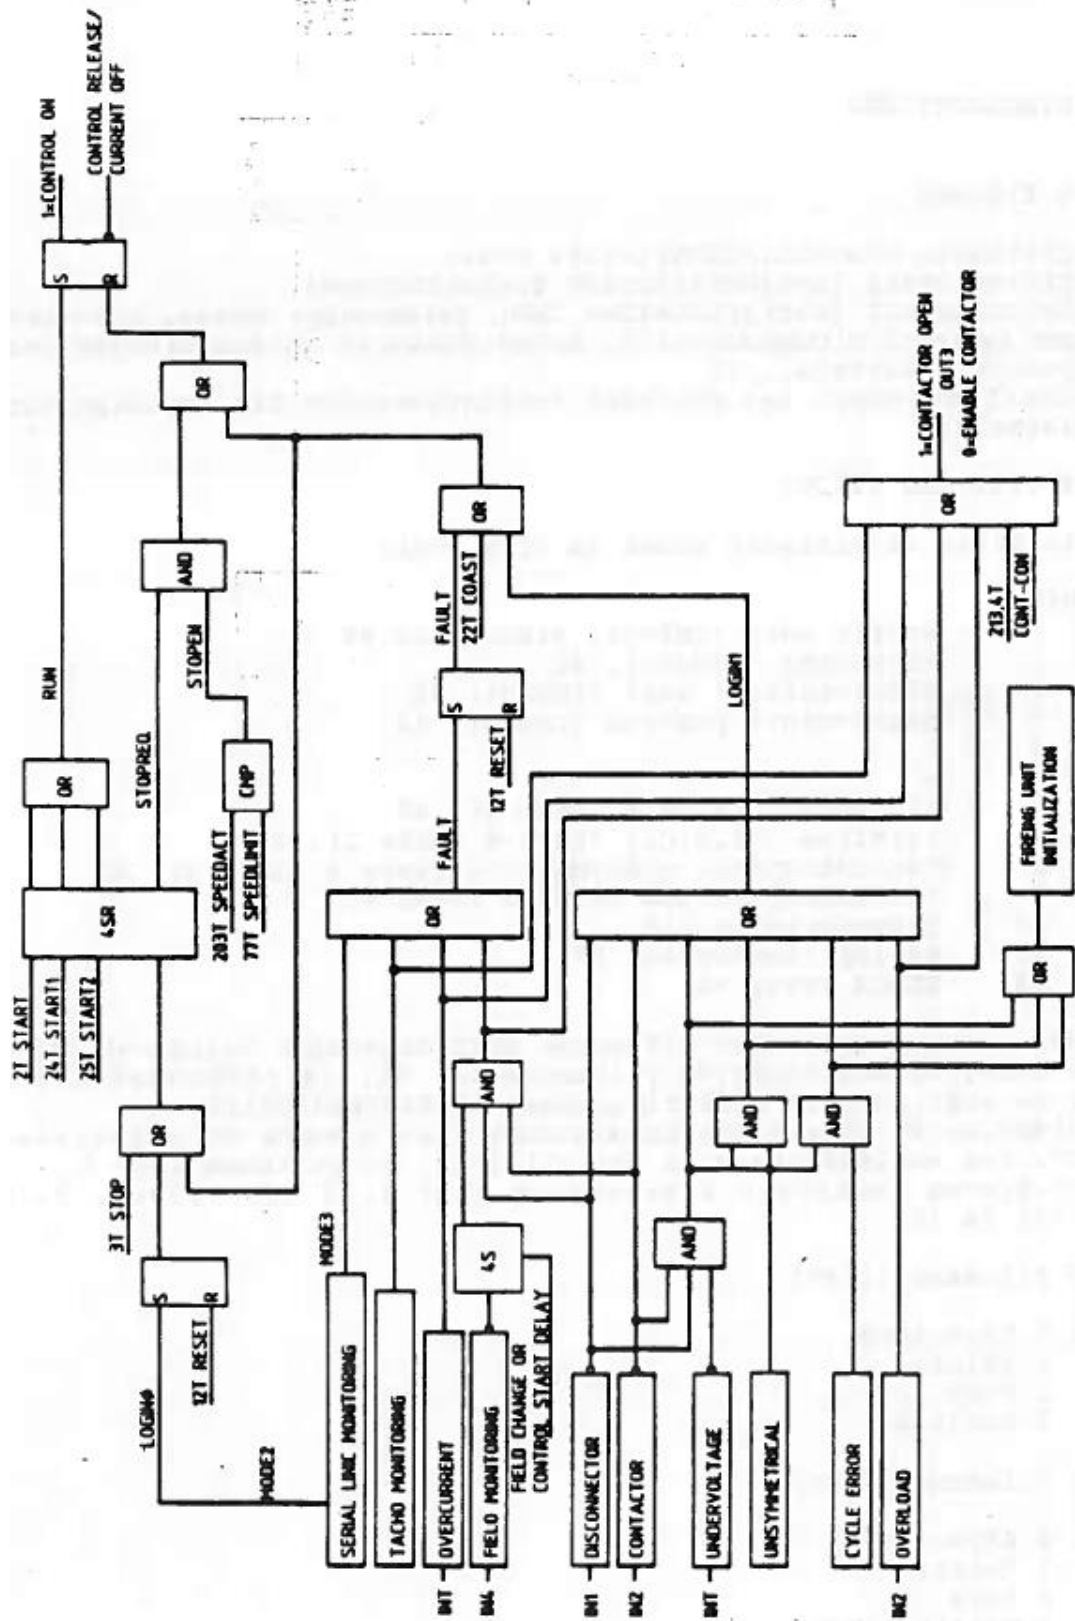 1=CONTROL ON
CONTROL RELEASE/
CURRENT OFF
S
R
OR
RUN
AND
STOPEN
STOPREQ
OR
CMP
203T SPEEDACT
77T SPEEDLIMIT
4SR
2T START
24T START1
25T START2
OR
3T STOP
S
R
12T RESET
LOGIN0
MODE2
MODE3
SERIAL LINE MONITORING
TACHO MONITORING
OVERCURRENT
FIELD MONITORING
FIELD CHANGE OR
CONTROL START DELAY
4S
AND
OR
FAULT
S
R
12T RESET
FAULT
22T COAST
OR
LOGIN1
DISCONNECTOR
CONTACTOR
UNDERVOLTAGE
UNSYMMETRICAL
CYCLE ERROR
OVERLOAD
AND
AND
AND
OR
OR
FIREING UNIT
INITIALIZATION
213.4T
CONT-CON
OR
1=CONTACTOR OPEN
OUT3
0=ENABLE CONTACTOR
INT
IN4
IN1
IN2
INT
IN2